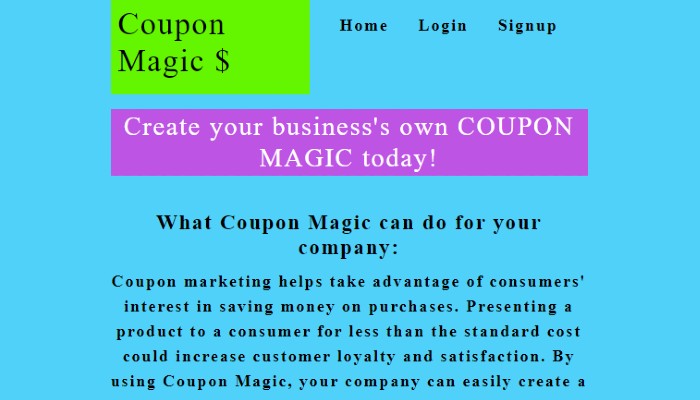 Coupon
Magic $
Home Login Signup
Create your business's own COUPON
MAGIC today!
What Coupon Magic can do for your
company:
Coupon marketing helps take advantage of consumers'
interest in saving money on purchases. Presenting a
product to a consumer for less than the standard cost
could increase customer loyalty and satisfaction. By
using Coupon Magic, your company can easily create a